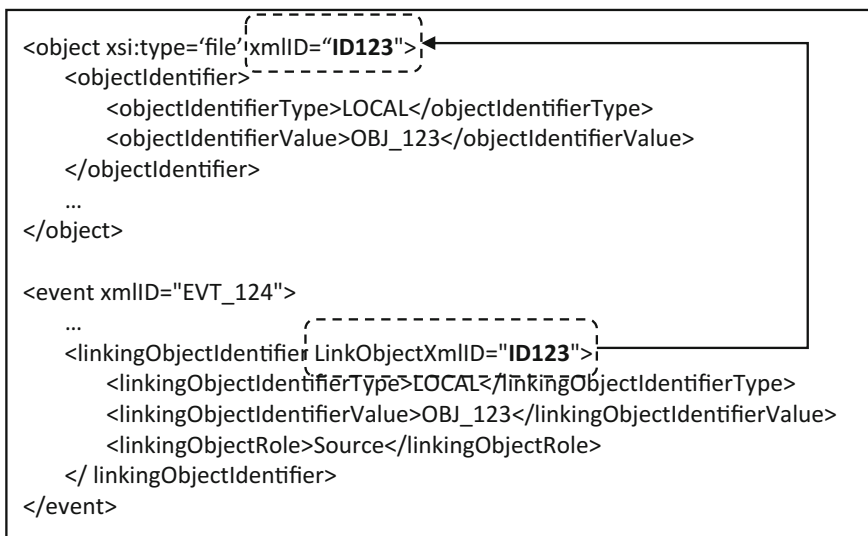 <object xsi:type=‘file’ xmlID=“ID123">
<objectIdentifier>
<objectIdentifierType>LOCAL</objectIdentifierType>
<objectIdentifierValue>OBJ_123</objectIdentifierValue>
</objectIdentifier>
...
</object>
<event xmlID="EVT_124">
...
<linkingObjectIdentifier LinkObjectXmlID="ID123">
<linkingObjectIdentifierType>LOCAL</linkingObjectIdentifierType>
<linkingObjectIdentifierValue>OBJ_123</linkingObjectIdentifierValue>
<linkingObjectRole>Source</linkingObjectRole>
</ linkingObjectIdentifier>
</event>